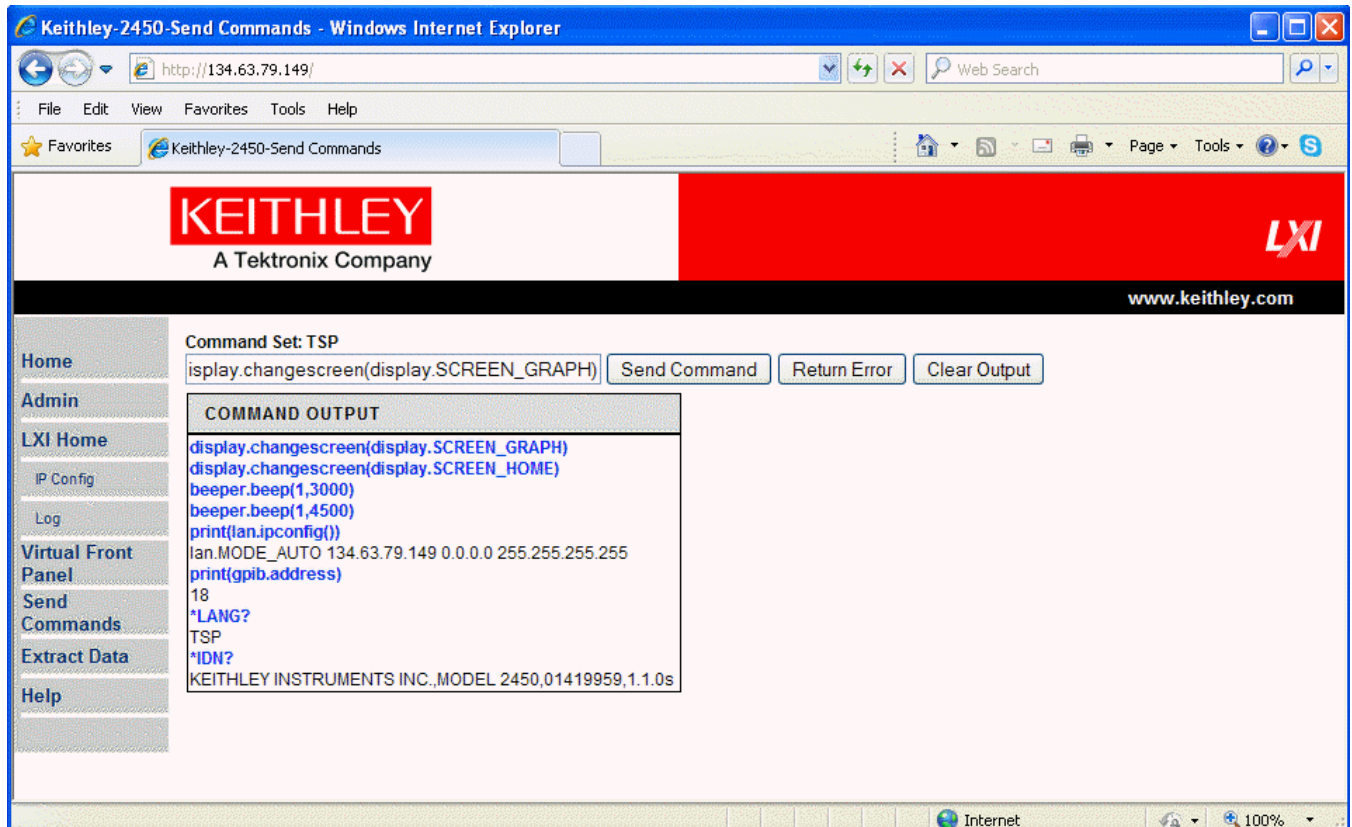 Keithley-2450-Send Commands - Windows Internet Explorer
http://134.63.79.149/
Web Search
File Edit View Favorites Tools Help
Favorites
Keithley-2450-Send Commands
Page
Tools
KEITHLEY
A Tektronix Company
LXI
www.keithley.com
Home
Admin
LXI Home
IP Config
Log
Virtual Front
Panel
Send
Commands
Extract Data
Help
Command Set: TSP
isplay.changescreen(display.SCREEN_GRAPH)
Send Command
Return Error
Clear Output
COMMAND OUTPUT
display.changescreen(display.SCREEN_GRAPH)
display.changescreen(display.SCREEN_HOME)
beeper.beep(1,3000)
beeper.beep(1,4500)
print(lan.ipconfig())
lan.MODE_AUTO 134.63.79.149 0.0.0.0 255.255.255.255
print(gpib.address)
18
*LANG?
TSP
*IDN?
KEITHLEY INSTRUMENTS INC.,MODEL 2450,01419959,1.1.0s
Internet
100%